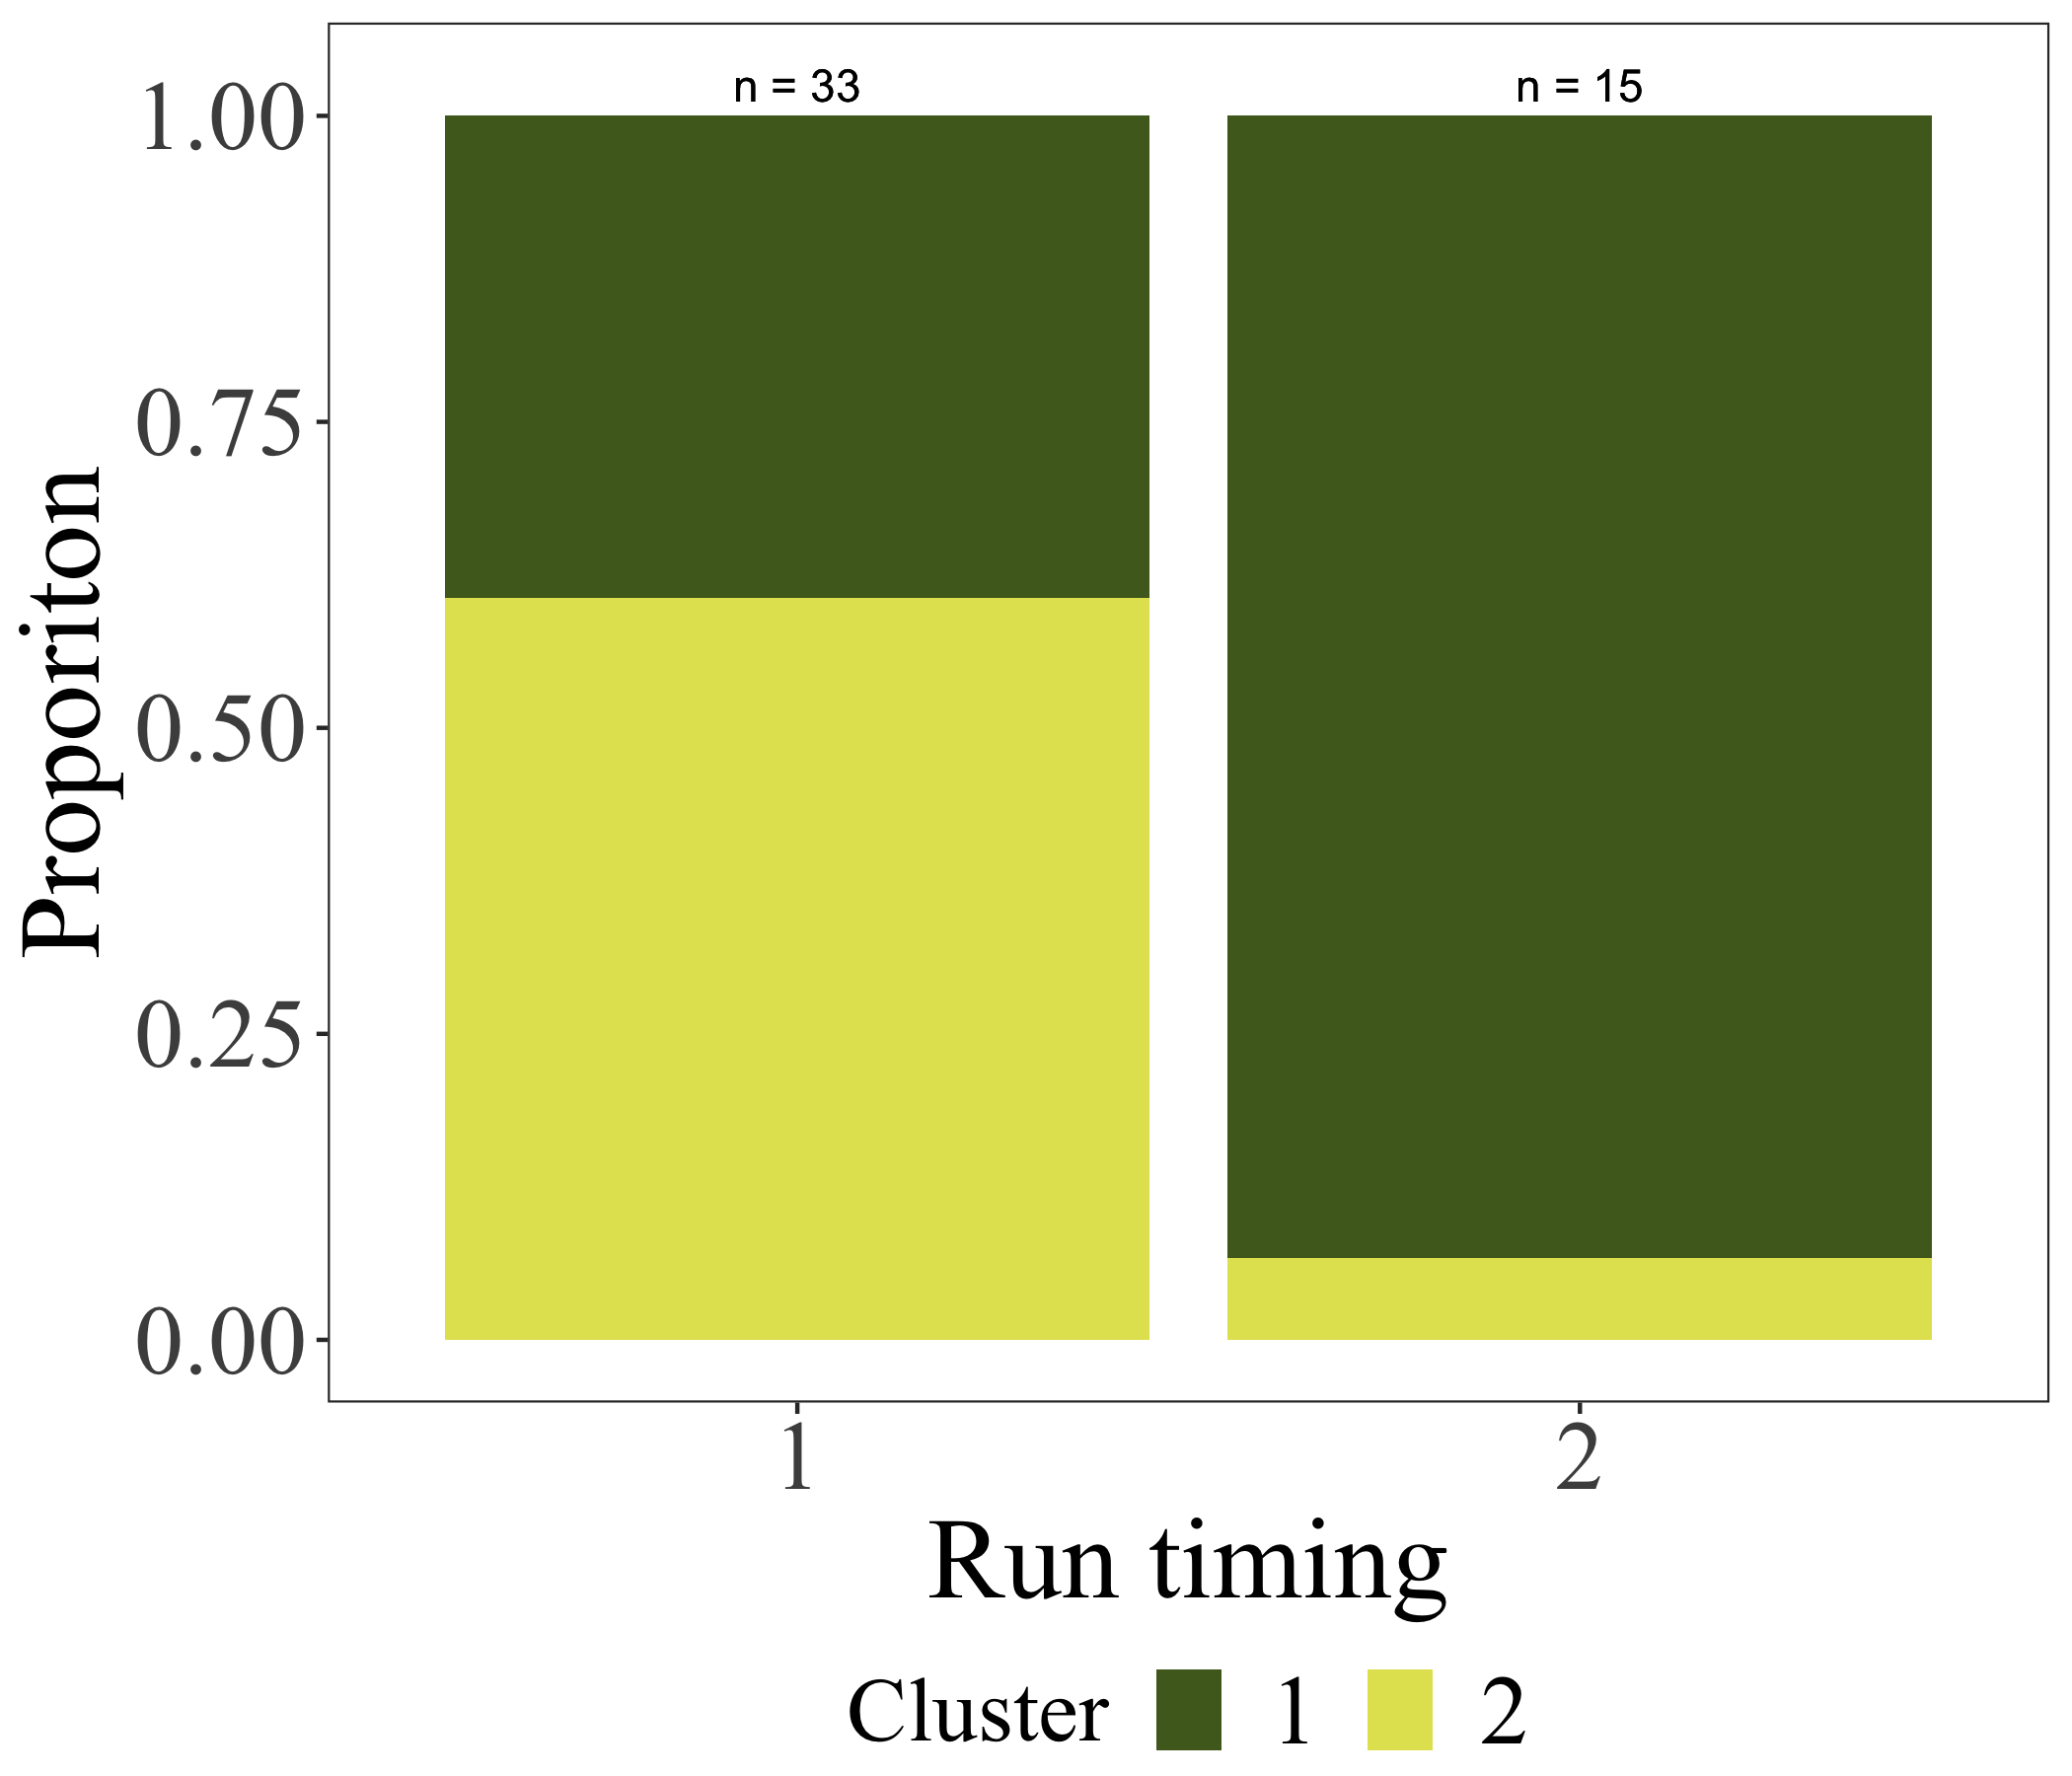 n = 33
n = 15
1.00
0.75
0.50
0.25
0.00
Proporiton
1
2
Run timing
Cluster 1 2